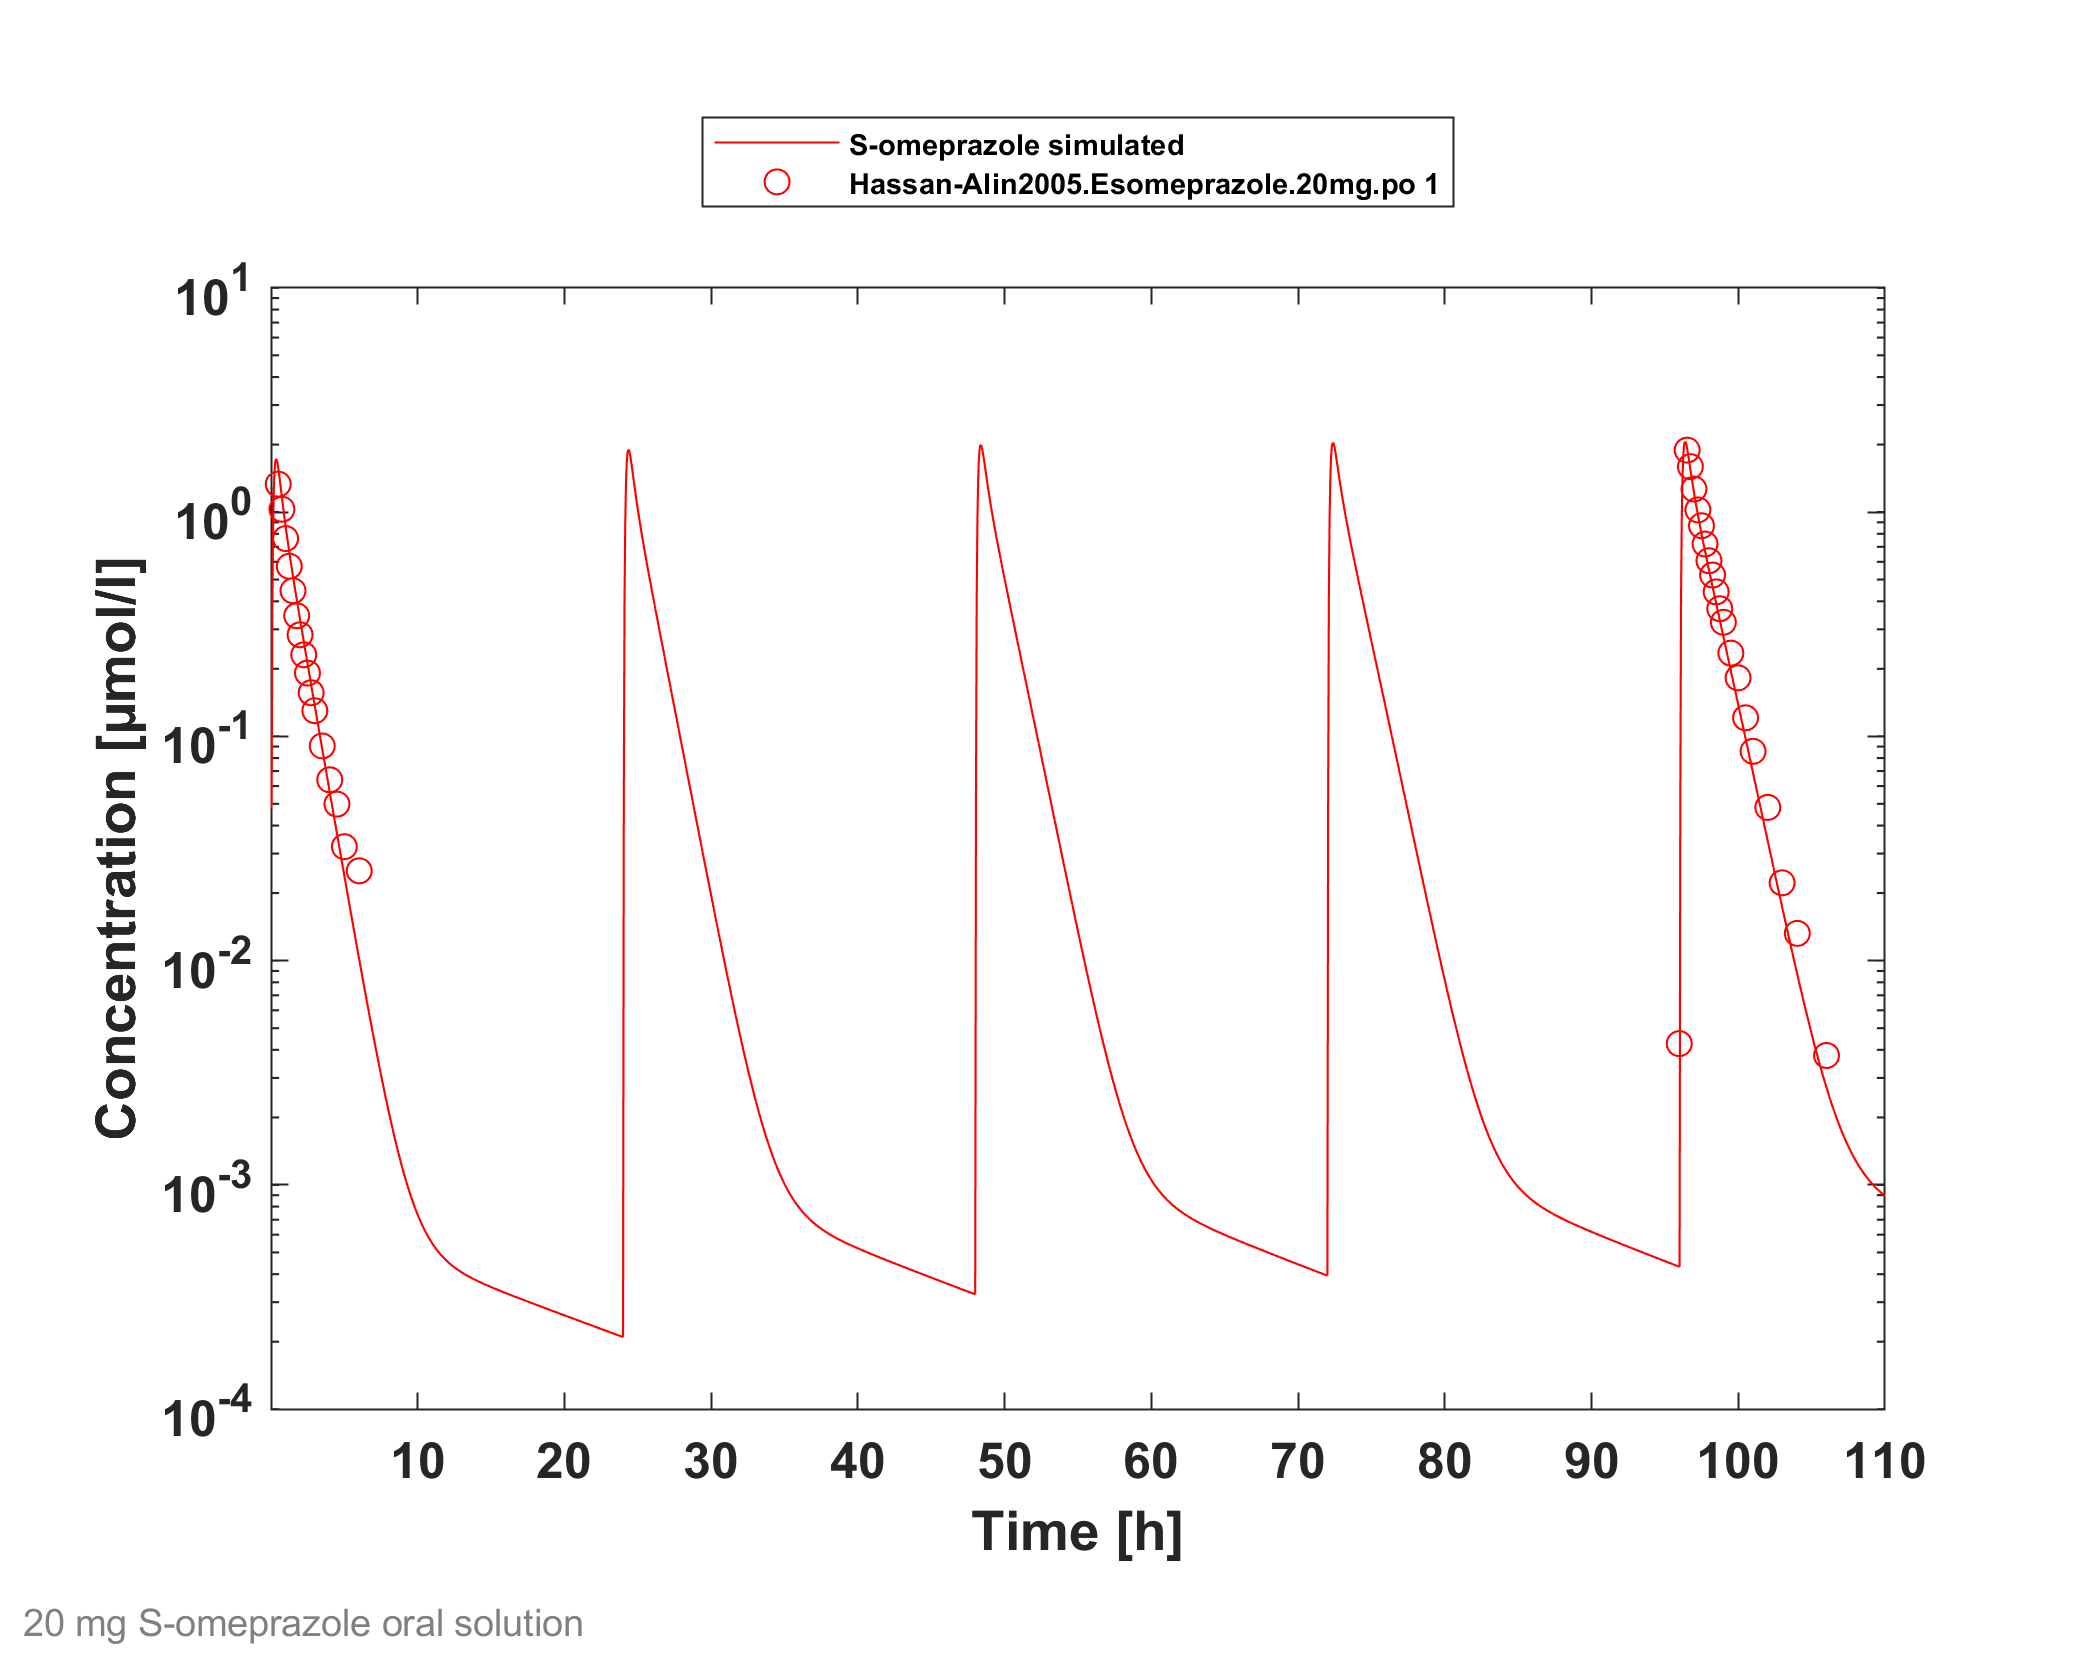 S-omeprazole simulated
Hassan-Alin2005.Esomeprazole.20mg.po 1
10^1
10^0
10^-1
10^-2
10^-3
10^-4
Concentration [µmol/l]
10 20 30 40 50 60 70 80 90 100 110
Time [h]
20 mg S-omeprazole oral solution